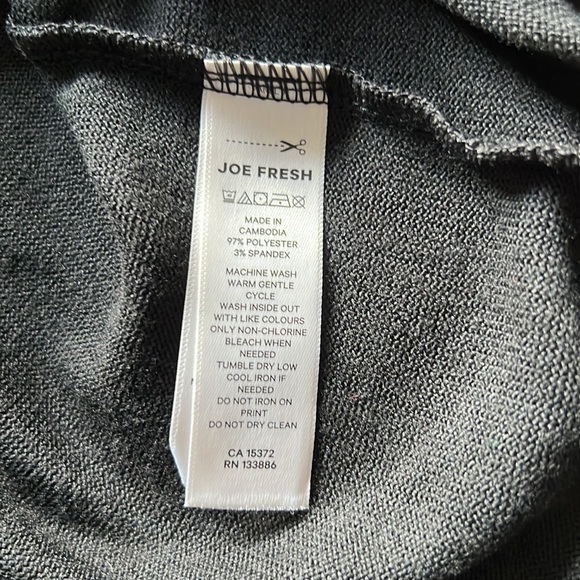 JOE FRESH
MADE IN
CAMBODIA
97% POLYESTER
3% SPANDEX
MACHINE WASH
WARM GENTLE
CYCLE
WASH INSIDE OUT
WITH LIKE COLOURS
ONLY NON-CHLORINE
BLEACH WHEN
NEEDED
TUMBLE DRY LOW
COOL IRON IF
NEEDED
DO NOT IRON ON
PRINT
DO NOT DRY CLEAN
CA 15372
RN 133886